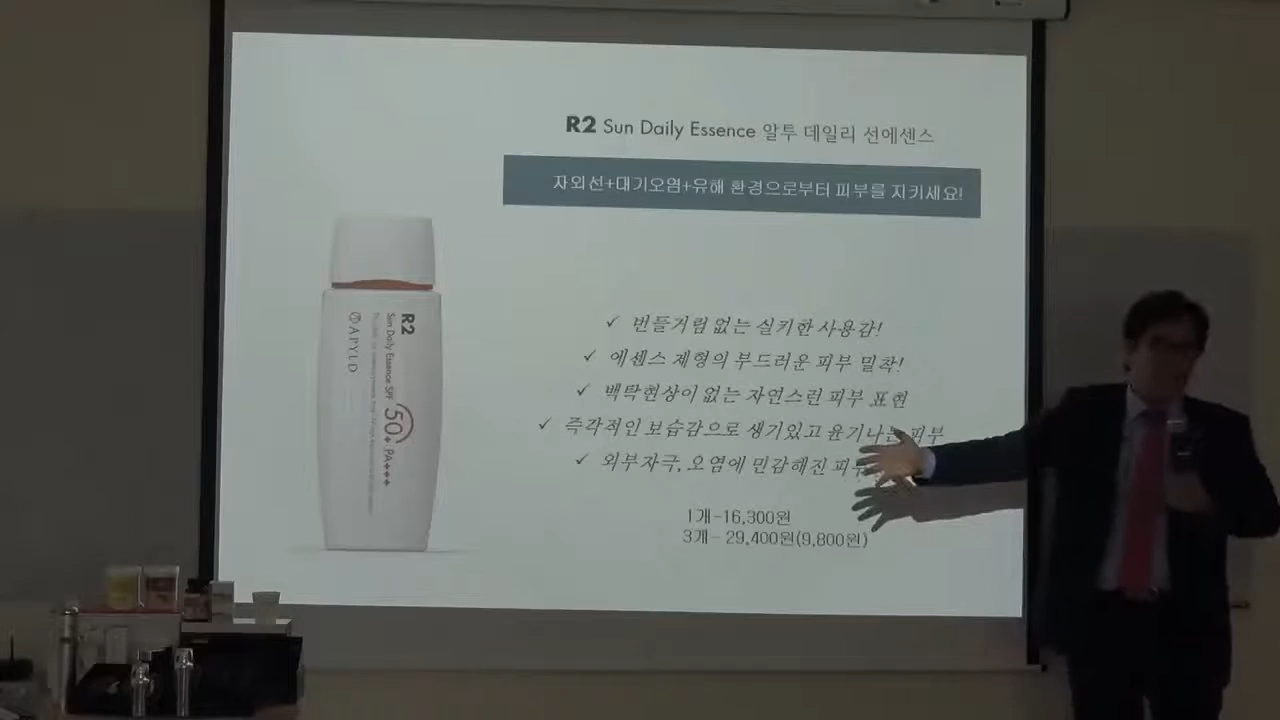 R2 Sun Daily Essence 알투 데일리 선에센스
자외선+대기오염+유해 환경으로부터 피부를 지키세요!
✓ 번들거림 없는 실키한 사용감!
✓ 에센스 제형의 부드러운 피부 밀착!
✓ 백탁현상이 없는 자연스런 피부 표현
✓ 즉각적인 보습감으로 생기있고 윤기나는 피부
✓ 외부자극, 오염에 민감해진 피부
1개-16,300원
3개- 29,400원(9,800원)
R2
Sun Daily Essence SPF 50+ PA+++
APYLD